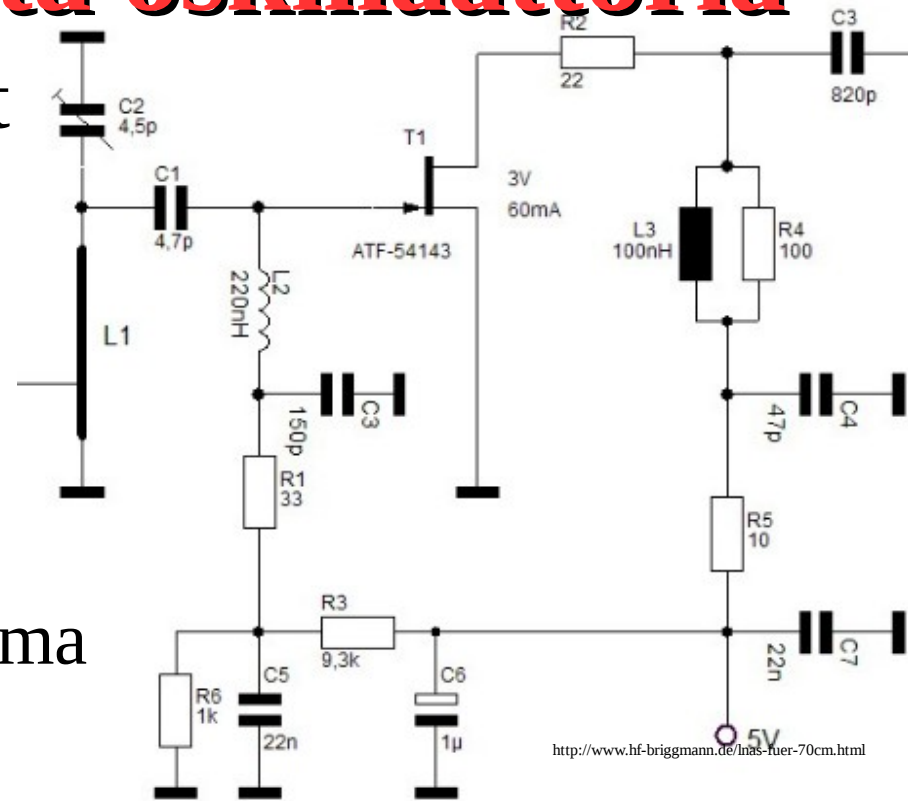 R2
22
C3
820p
C2
4,5p
T1
C1
4,7p
3V
60mA
ATF-54143
L3
100nH
R4
100
L2
220nH
L1
C3
150p
C4
47p
R1
33
R5
10
ma
R3
9,3k
C7
22n
R6
1k
C5
22n
C6
1µ
5V
http://www.hf-briggmann.de/lnas-fuer-70cm.html